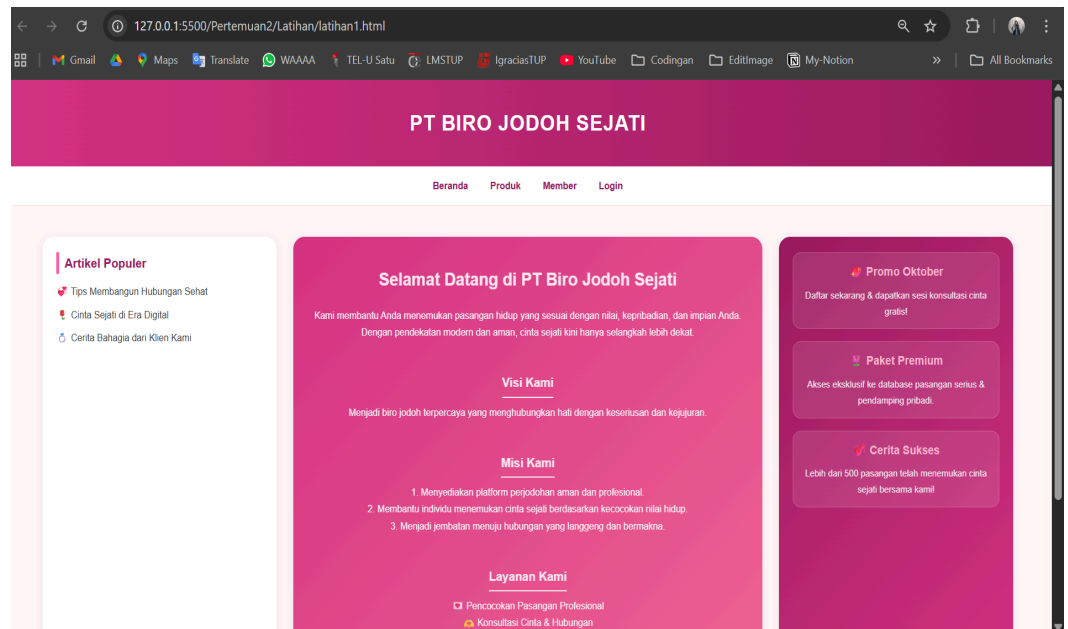 127.0.0.1:5500/Pertemuan2/Latihan/latihan1.html
Gmail Maps Translate WAAAA TEL-U Satu LMSTUP IgraciasTUP YouTube Codingan EditImage My-Notion » All Bookmarks
PT BIRO JODOH SEJATI
Beranda Produk Member Login
Artikel Populer
Tips Membangun Hubungan Sehat
Cinta Sejati di Era Digital
Cerita Bahagia dari Klien Kami
Selamat Datang di PT Biro Jodoh Sejati
Kami membantu Anda menemukan pasangan hidup yang sesuai dengan nilai, kepribadian, dan impian Anda.
Dengan pendekatan modern dan aman, cinta sejati kini hanya selangkah lebih dekat.
Visi Kami
Menjadi biro jodoh terpercaya yang menghubungkan hati dengan keseriusan dan kejujuran.
Misi Kami
1. Menyediakan platform perjodohan aman dan profesional.
2. Membantu individu menemukan cinta sejati berdasarkan kecocokan nilai hidup.
3. Menjadi jembatan menuju hubungan yang langgeng dan bermakna.
Layanan Kami
Pencocokan Pasangan Profesional
Konsultasi Cinta & Hubungan
Promo Oktober
Daftar sekarang & dapatkan sesi konsultasi cinta
gratis!
Paket Premium
Akses eksklusif ke database pasangan serius &
pendamping pribadi.
Cerita Sukses
Lebih dari 500 pasangan telah menemukan cinta
sejati bersama kami!